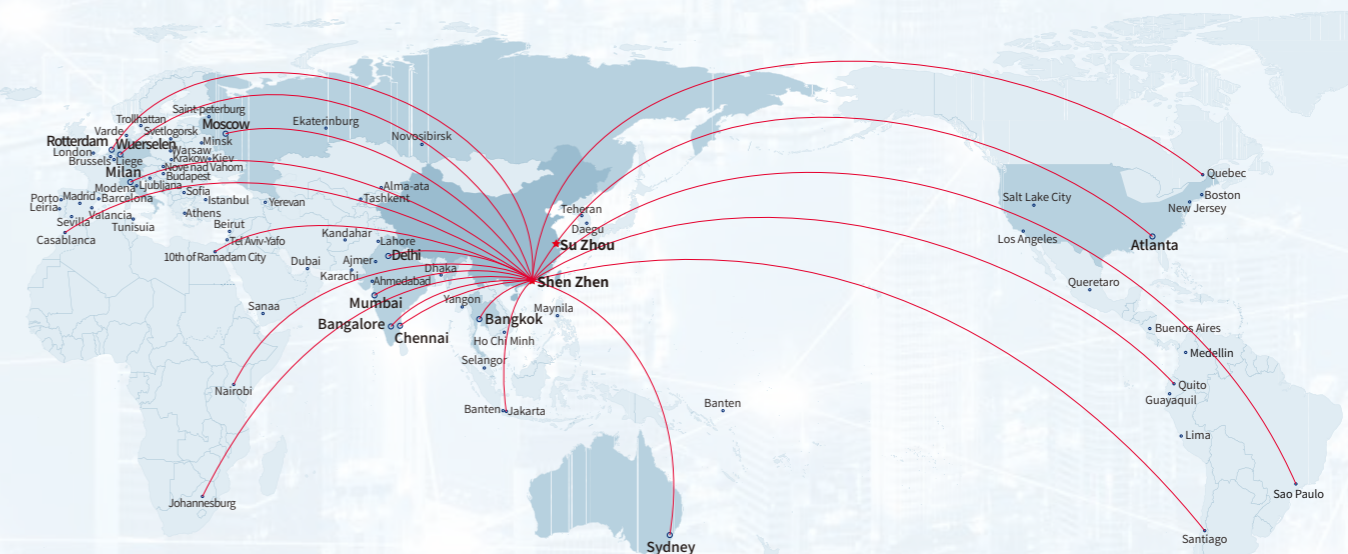 Saint-peterburg
Trollhattan
Moscow
Ekaterinburg
Varde
Svetlogorsk
Novosibirsk
Rotterdam
Wuerselen
Minsk
London
Warsaw
Brussels
Liege
Krakow
Kiev
Milan
Nove nad Vahom
Quebec
Budapest
Modena
Ljubljana
Alma-ata
Porto
Madrid
Barcelona
Sofia
Istanbul
Yerevan
Tashkent
Salt Lake City
Boston
Leiria
Valancia
Athens
Teheran
New Jersey
Sevilla
Tunisuia
Beirut
Daegu
Casablanca
Tel Aviv-Yafo
Kandahar
Lahore
Su Zhou
Los Angeles
Atlanta
10th of Ramadam City
Dubai
Ajmer
Delhi
Karachi
Dhaka
Ahmedabad
Shen Zhen
Queretaro
Sanaa
Mumbai
Yangon
Maynila
Bangalore
Bangkok
Buenos Aires
Chennai
Ho Chi Minh
Medellin
Selangor
Nairobi
Quito
Guayaquil
Banten
Jakarta
Banten
Lima
Johannesburg
Sao Paulo
Santiago
Sydney